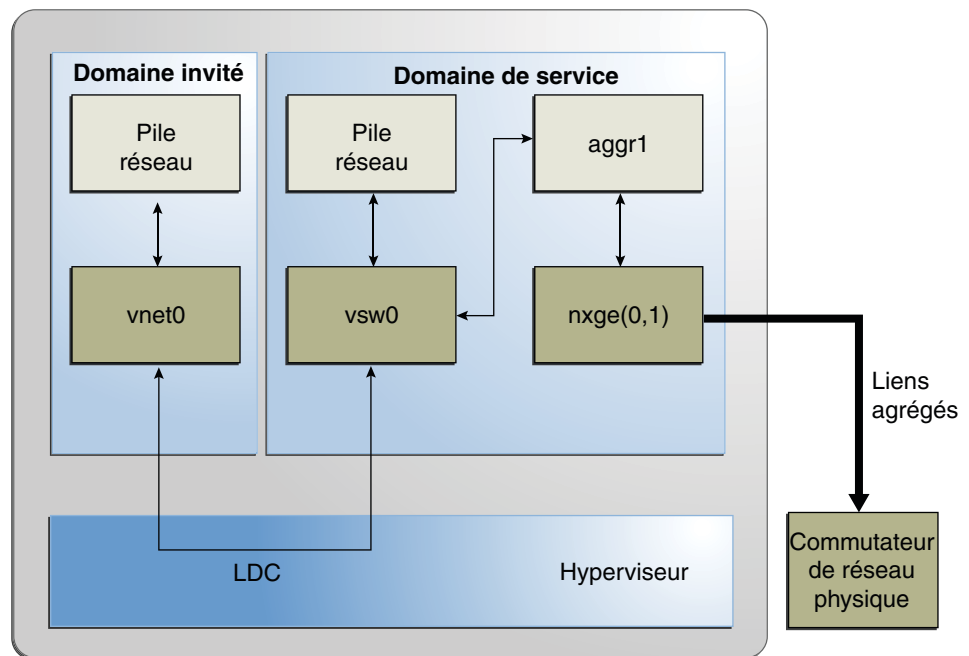 Domaine invité
Pile
réseau
vnet0
Domaine de service
Pile
réseau
aggr1
vsw0
nxge(0,1)
Liens
agrégés
LDC
Hyperviseur
Commutateur
de réseau
physique